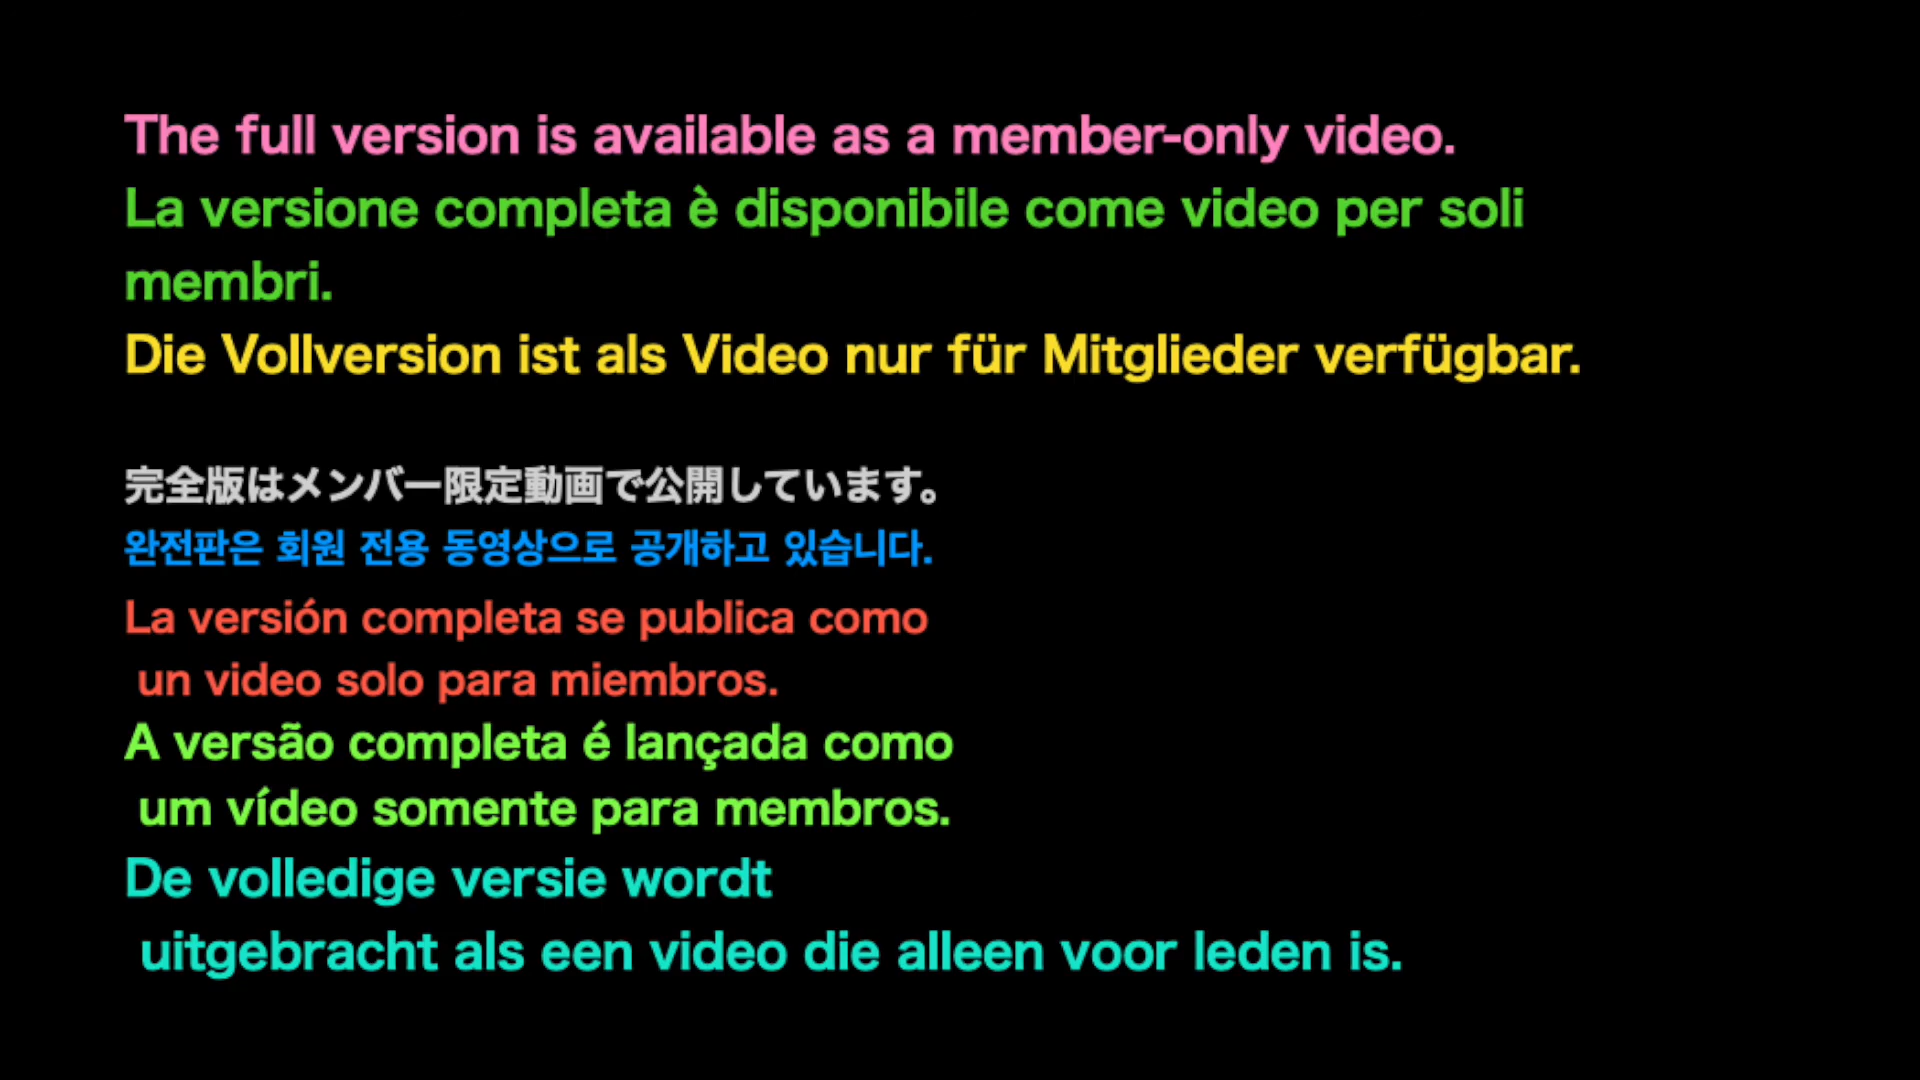 The full version is available as a member-only video.
La versione completa è disponibile come video per soli
membri.
Die Vollversion ist als Video nur für Mitglieder verfügbar.
完全版はメンバー限定動画で公開しています。
완전판은 회원 전용 동영상으로 공개하고 있습니다.
La versión completa se publica como
un video solo para miembros.
A versão completa é lançada como
um vídeo somente para membros.
De volledige versie wordt
uitgebracht als een video die alleen voor leden is.